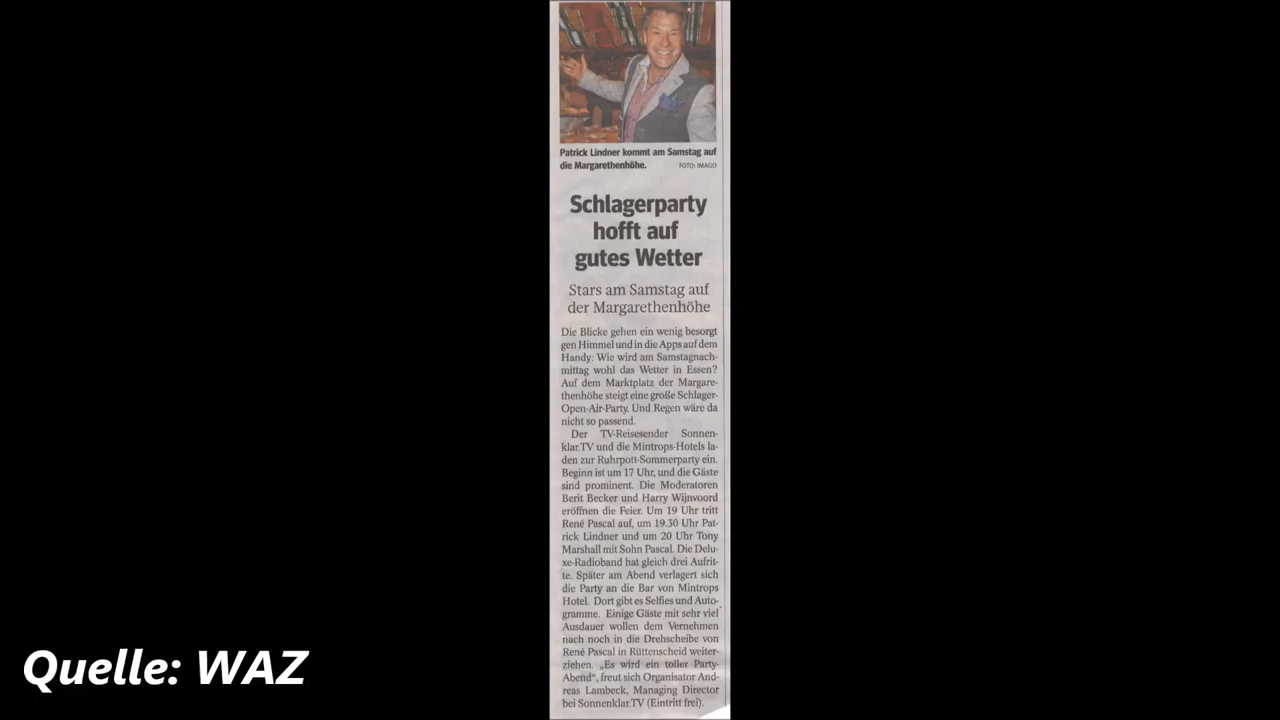 Patrick Lindner kommt am Samstag auf
die Margarethenhöhe. FOTO: IMAGO
Schlagerparty
hofft auf
gutes Wetter
Stars am Samstag auf
der Margarethenhöhe
Die Blicke gehen ein wenig besorgt
gen Himmel und in die Apps auf dem
Handy: Wie wird am Samstagnach-
mittag wohl das Wetter in Essen?
Auf dem Marktplatz der Margare-
thenhöhe steigt eine große Schlager-
Open-Air-Party. Und Regen wäre da
nicht so passend.
Der TV-Reisesender Sonnen-
klar.TV und die Mintrops-Hotels la-
den zur Ruhrpott-Sommerparty ein.
Beginn ist um 17 Uhr, und die Gäste
sind prominent. Die Moderatoren
Berit Becker und Harry Wijnvoord
eröffnen die Feier. Um 19 Uhr tritt
René Pascal auf, um 19.30 Uhr Pat-
rick Lindner und um 20 Uhr Tony
Marshall mit Sohn Pascal. Die Delu-
xe-Radioband hat gleich drei Aufrit-
te. Später am Abend verlagert sich
die Party an die Bar von Mintrops
Hotel. Dort gibt es Selfies und Auto-
gramme. Einige Gäste mit sehr viel
Ausdauer wollen dem Vernehmen
nach noch in die Drehscheibe von
René Pascal in Rüttenscheid weiter-
ziehen. „Es wird ein toller Party-
Abend“, freut sich Organisator And-
reas Lambeck, Managing Director
bei Sonnenklar.TV (Eintritt frei).
Quelle: WAZ